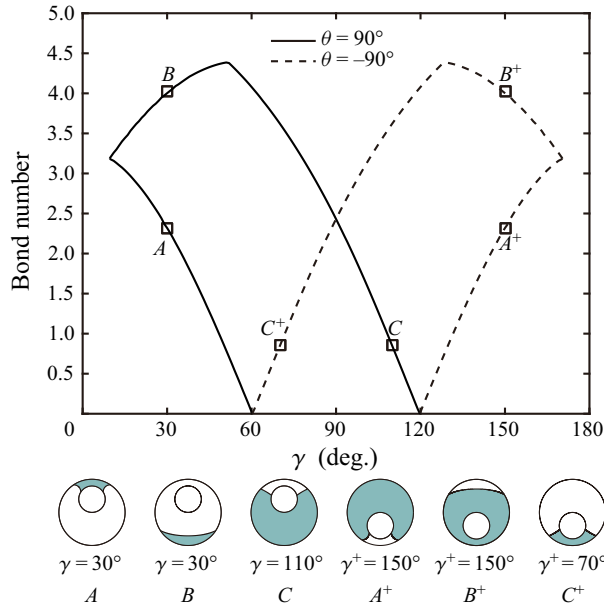 5.0
θ = 90°
θ = –90°
4.5
B
B⁺
4.0
3.5
3.0
2.5
2.0
1.5
1.0
0.5
Bond number
A
A⁺
C⁺
C
0 30 60 90 120 150 180
γ (deg.)
γ = 30° γ = 30° γ = 110° γ⁺ = 150° γ⁺ = 150° γ⁺ = 70°
A B C A⁺ B⁺ C⁺